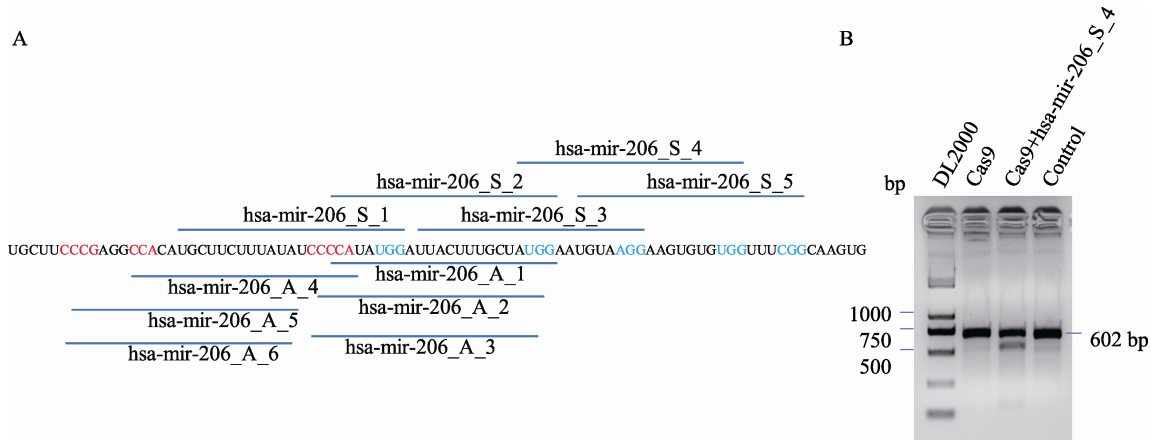 A
B
hsa-mir-206_S_4
hsa-mir-206_S_2
hsa-mir-206_S_5
hsa-mir-206_S_1
hsa-mir-206_S_3
UGCUUCCCGAGGCCACAUGCUUCUUUAUAUCCCCAUAUGGAUUACUUUGCUAUGGAAUGUAAGGAAGUGUGUGGUUUCGGCAAGUG
hsa-mir-206_A_1
hsa-mir-206_A_4
hsa-mir-206_A_2
hsa-mir-206_A_5
hsa-mir-206_A_3
hsa-mir-206_A_6
DL2000
Cas9
Cas9+hsa-mir-206_S_4
Control
bp
1000
750
500
602 bp